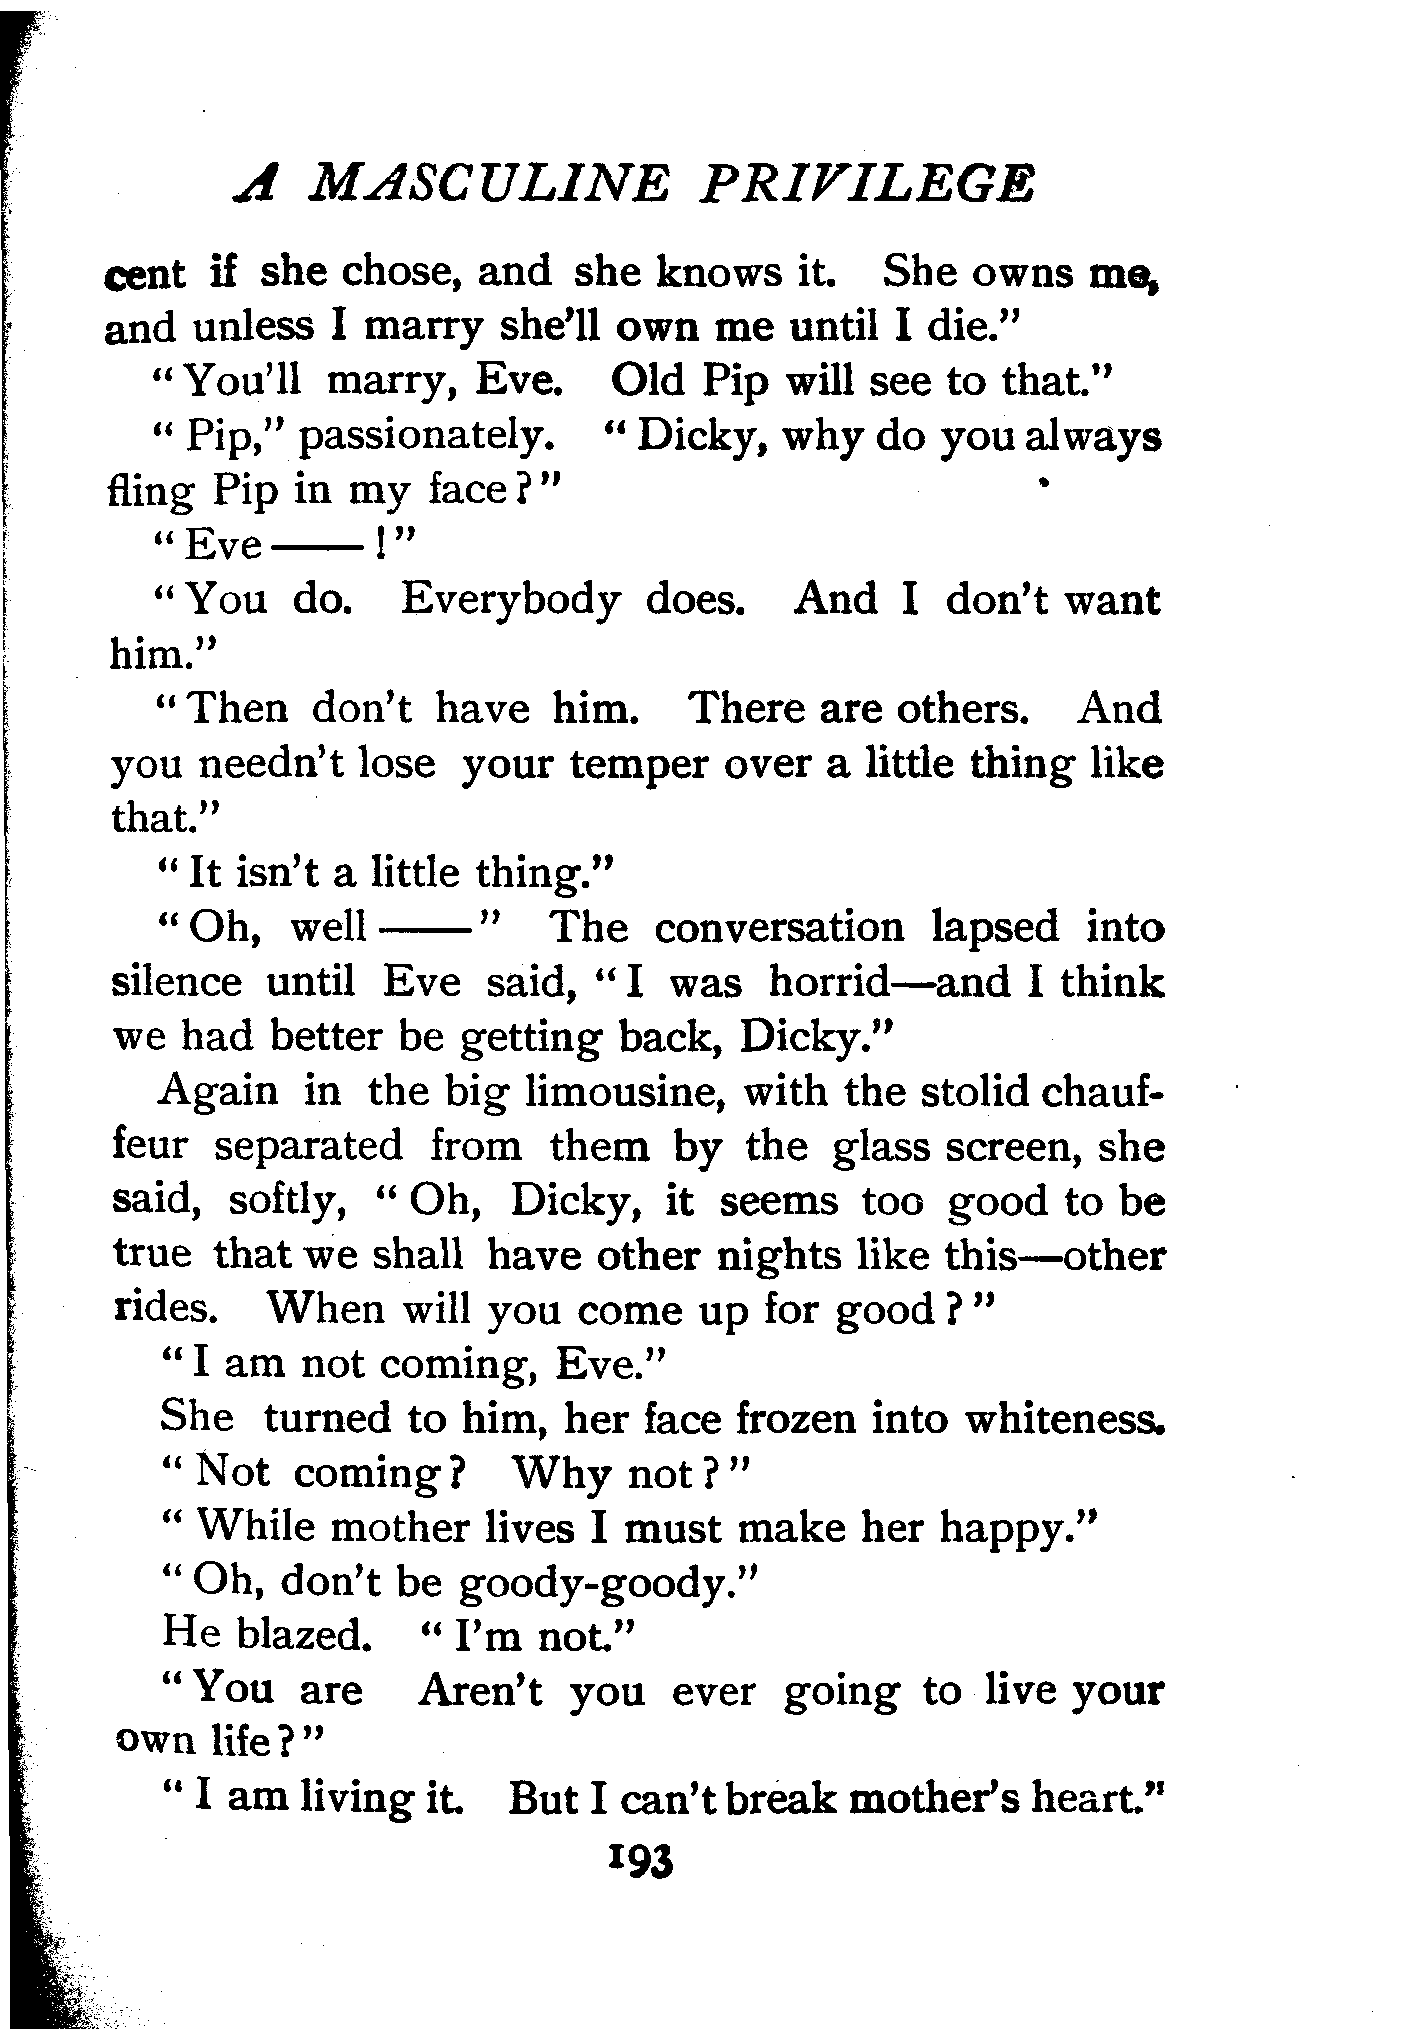 A MASCULINE PRIVILEGE
cent if she chose, and she knows it. She owns me,
and unless I marry she'll own me until I die."
"You'll marry, Eve. Old Pip will see to that."
"Pip," passionately. "Dicky, why do you always
fling Pip in my face?"
"Eve——!"
"You do. Everybody does. And I don't want
him."
"Then don't have him. There are others. And
you needn't lose your temper over a little thing like
that."
"It isn't a little thing."
"Oh, well——" The conversation lapsed into
silence until Eve said, "I was horrid—and I think
we had better be getting back, Dicky."
Again in the big limousine, with the stolid chauf-
feur separated from them by the glass screen, she
said, softly, "Oh, Dicky, it seems too good to be
true that we shall have other nights like this—other
rides. When will you come up for good?"
"I am not coming, Eve."
She turned to him, her face frozen into whiteness.
"Not coming? Why not?"
"While mother lives I must make her happy."
"Oh, don't be goody-goody."
He blazed. "I'm not."
"You are Aren't you ever going to live your
own life?"
"I am living it. But I can't break mother's heart."
193